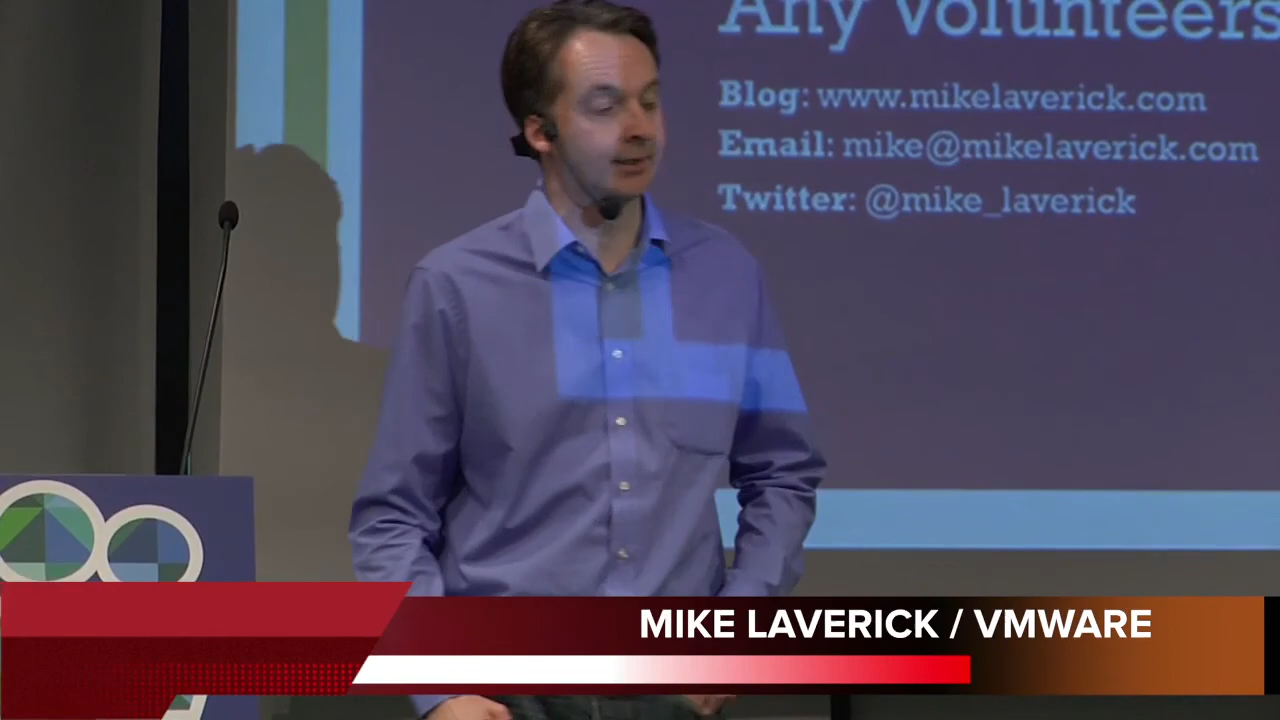 Any Volunteers
Blog: www.mikelaverick.com
Email: mike@mikelaverick.com
Twitter: @mike_laverick
MIKE LAVERICK / VMWARE